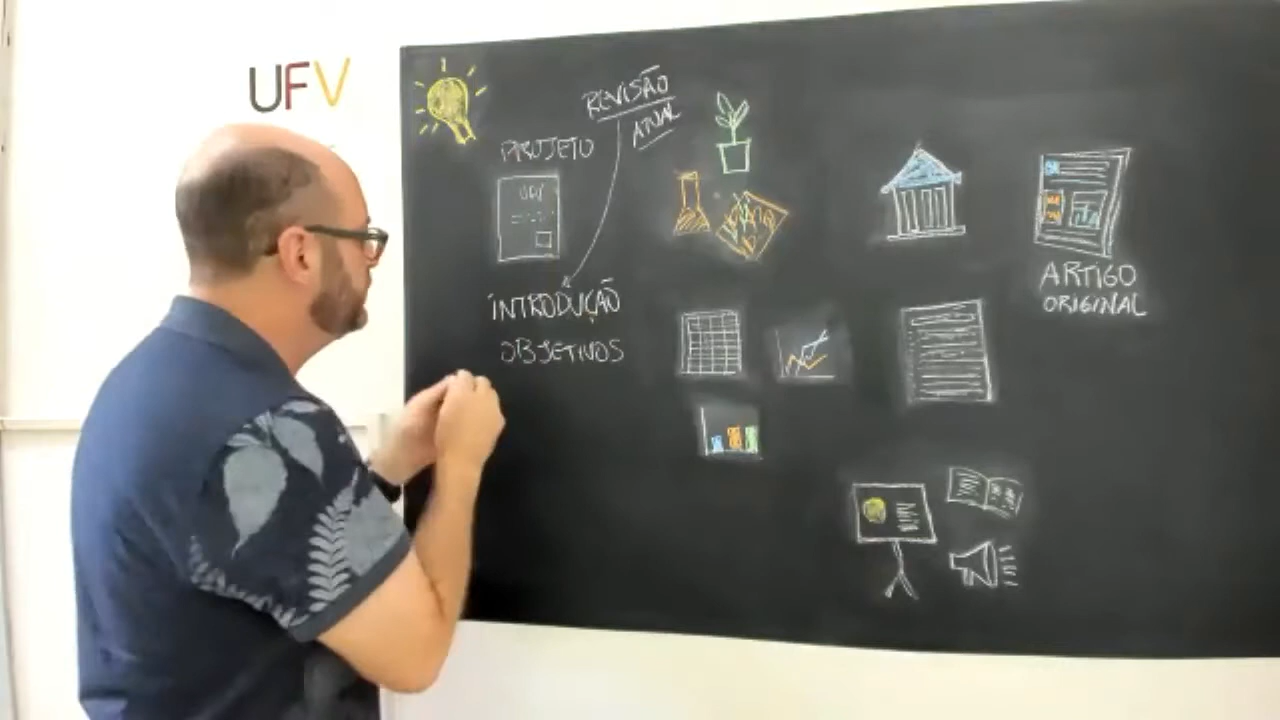 UFV
REVISÃO
ATUAL
PROJETO
INTRODUÇÃO
OBJETIVOS
ARTIGO
ORIGINAL